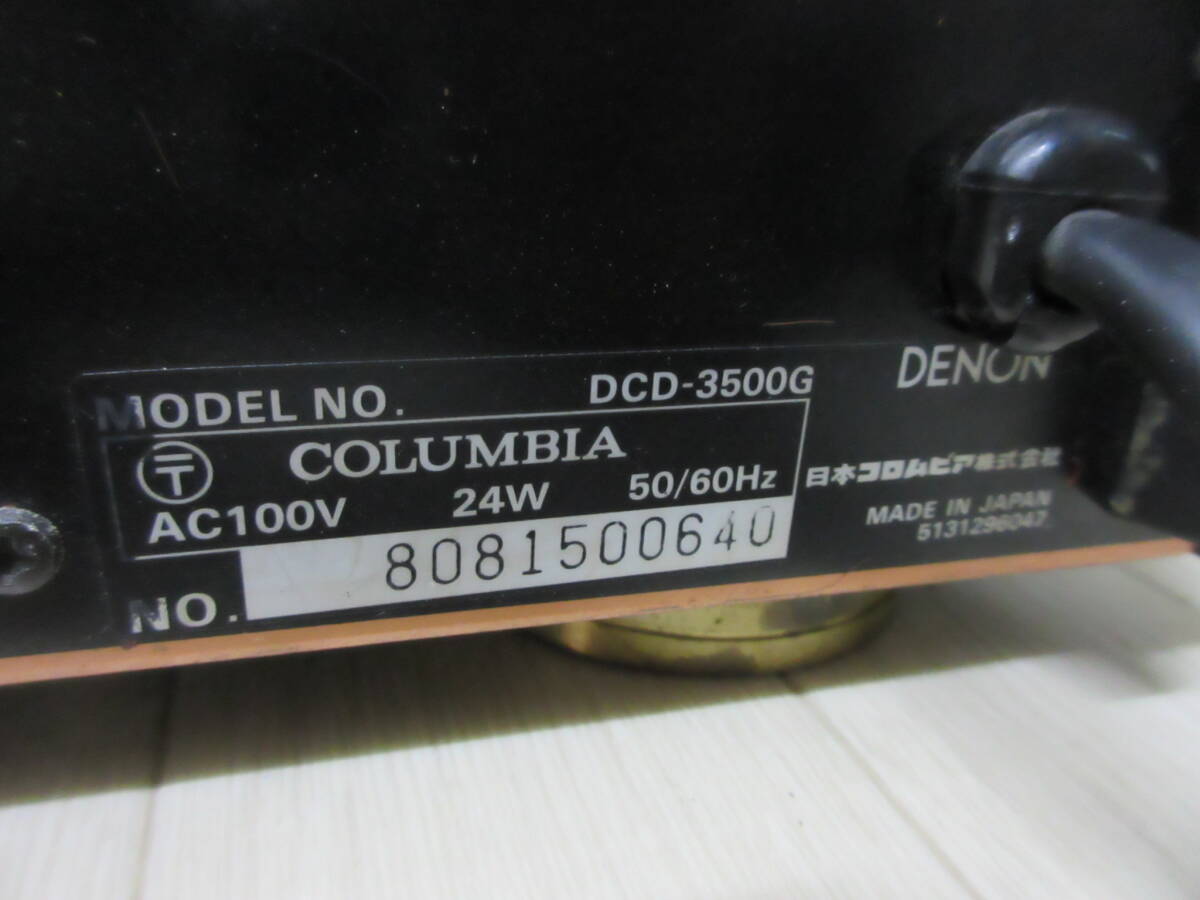 MODEL NO. DCD-3500G
〒 COLUMBIA
AC100V 24W 50/60Hz
NO. 8081500640
DENON
日本コロムビア株式会社
MADE IN JAPAN
5131296047